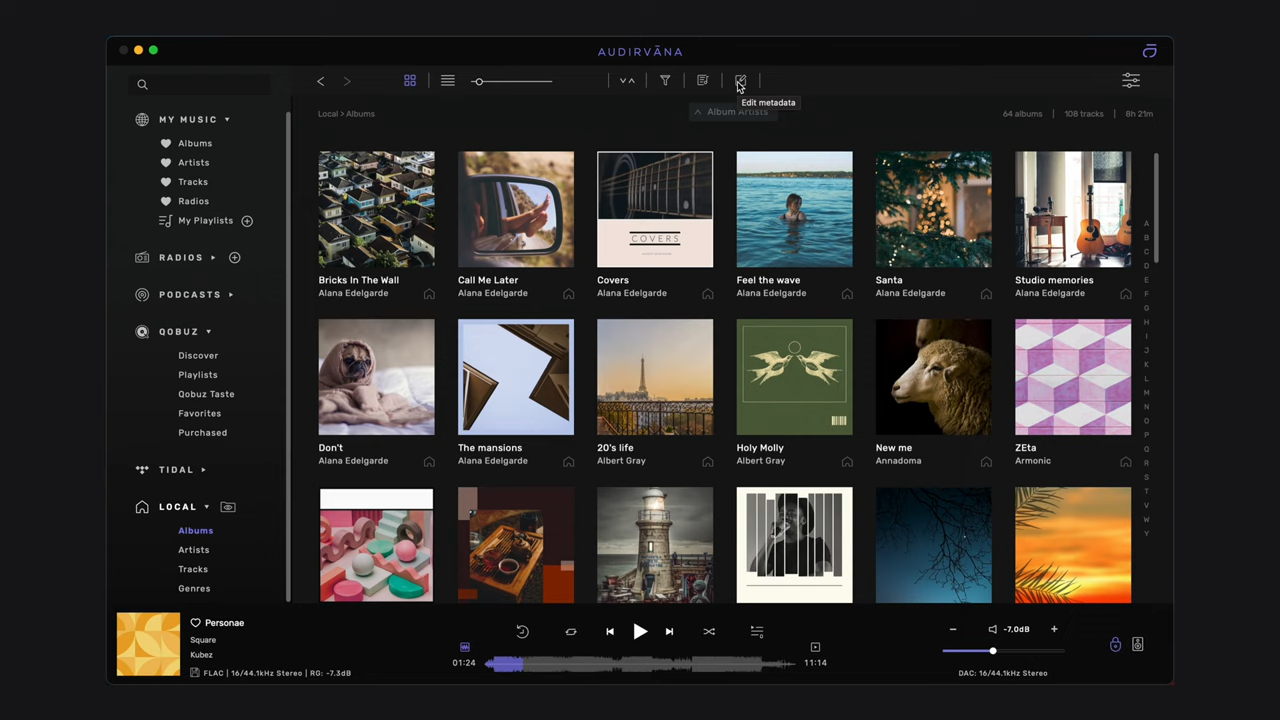 AUDIRVĀNA
Edit metadata
Album Artists
Local > Albums
64 albums | 108 tracks | 8h 21m
MY MUSIC
Albums
Artists
Tracks
Radios
My Playlists
RADIOS
PODCASTS
QOBUZ
Discover
Playlists
Qobuz Taste
Favorites
Purchased
TIDAL
LOCAL
Albums
Artists
Tracks
Genres
COVERS
Bricks In The Wall
Alana Edelgarde
Call Me Later
Alana Edelgarde
Covers
Alana Edelgarde
Feel the wave
Alana Edelgarde
Santa
Alana Edelgarde
Studio memories
Alana Edelgarde
Don't
Alana Edelgarde
The mansions
Alana Edelgarde
20's life
Albert Gray
Holy Molly
Albert Gray
New me
Annadoma
ZEta
Armonic
A
B
C
D
E
F
G
H
I
J
K
L
M
N
O
P
Q
R
S
T
V
W
Y
Personae
Square
Kubez
FLAC | 16/44.1kHz Stereo | RG: -7.3dB
01:24
11:14
-7.0dB
DAC: 16/44.1kHz Stereo